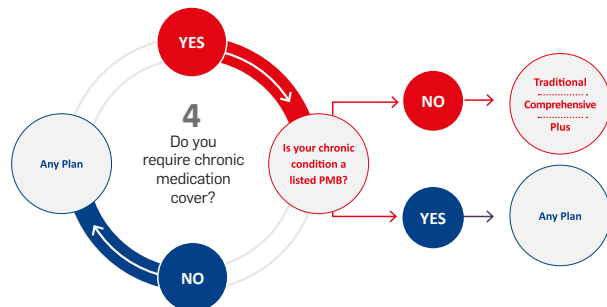 YES
4
Do you
require chronic
medication
cover?
Any Plan
NO
Is your chronic
condition a
listed PMB?
NO
Traditional
Comprehensive
Plus
YES
Any Plan